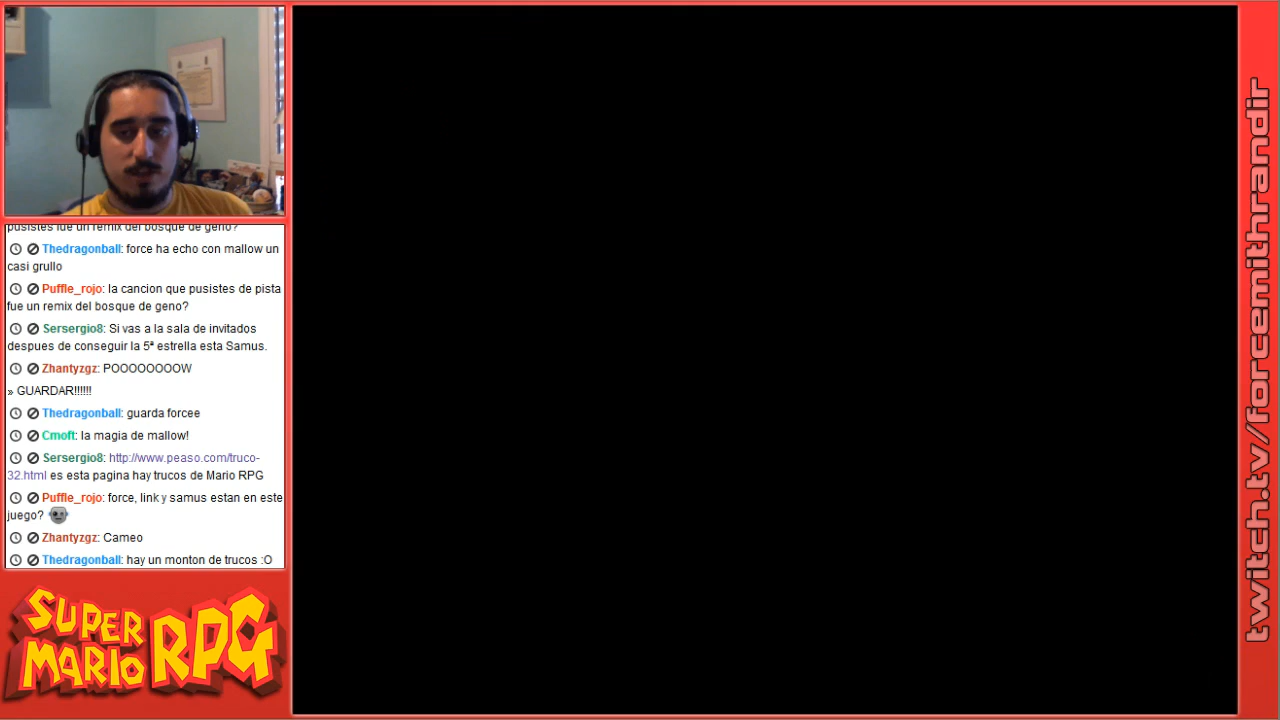 pusistes fue un remix del bosque de geno?
Thedragonball: force ha echo con mallow un
casi grullo
Puffle_rojo: la cancion que pusistes de pista
fue un remix del bosque de geno?
Sersergio8: Si vas a la sala de invitados
despues de conseguir la 5ª estrella esta Samus.
Zhantyzgz: POOOOOOOOW
» GUARDAR!!!!!!
Thedragonball: guarda forcee
Cmoft: la magia de mallow!
Sersergio8: http://www.peaso.com/truco-
32.html es esta pagina hay trucos de Mario RPG
Puffle_rojo: force, link y samus estan en este
juego?
Zhantyzgz: Cameo
Thedragonball: hay un monton de trucos :O
SUPER
MARIO RPG
twitch.tv/forcemithrandir